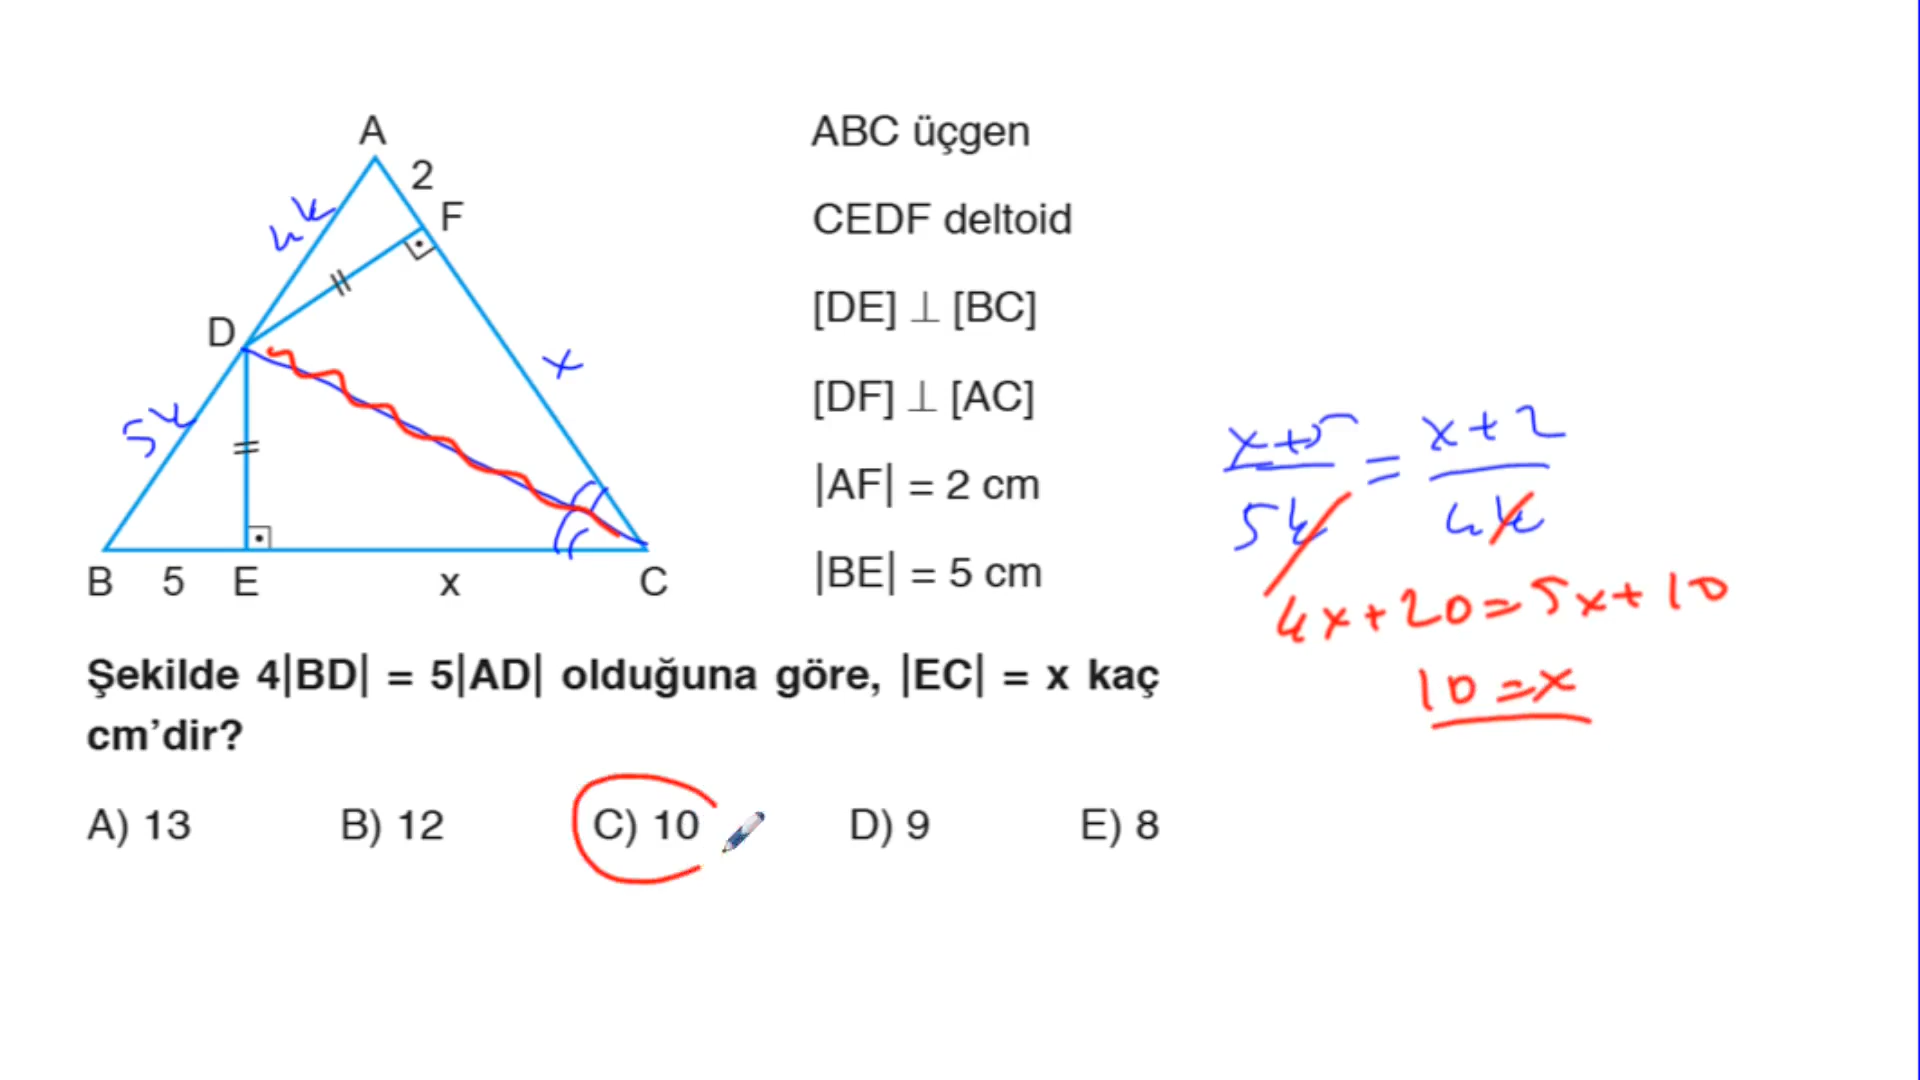 A
2
F
4k
D
x
5k
B 5 E x C
ABC üçgen
CEDF deltoid
[DE] ⊥ [BC]
[DF] ⊥ [AC]
|AF| = 2 cm
|BE| = 5 cm
x+5/5k = x+2/4k
4x+20=5x+10
10=x
Şekilde 4|BD| = 5|AD| olduğuna göre, |EC| = x kaç
cm’dir?
A) 13 B) 12 C) 10 D) 9 E) 8